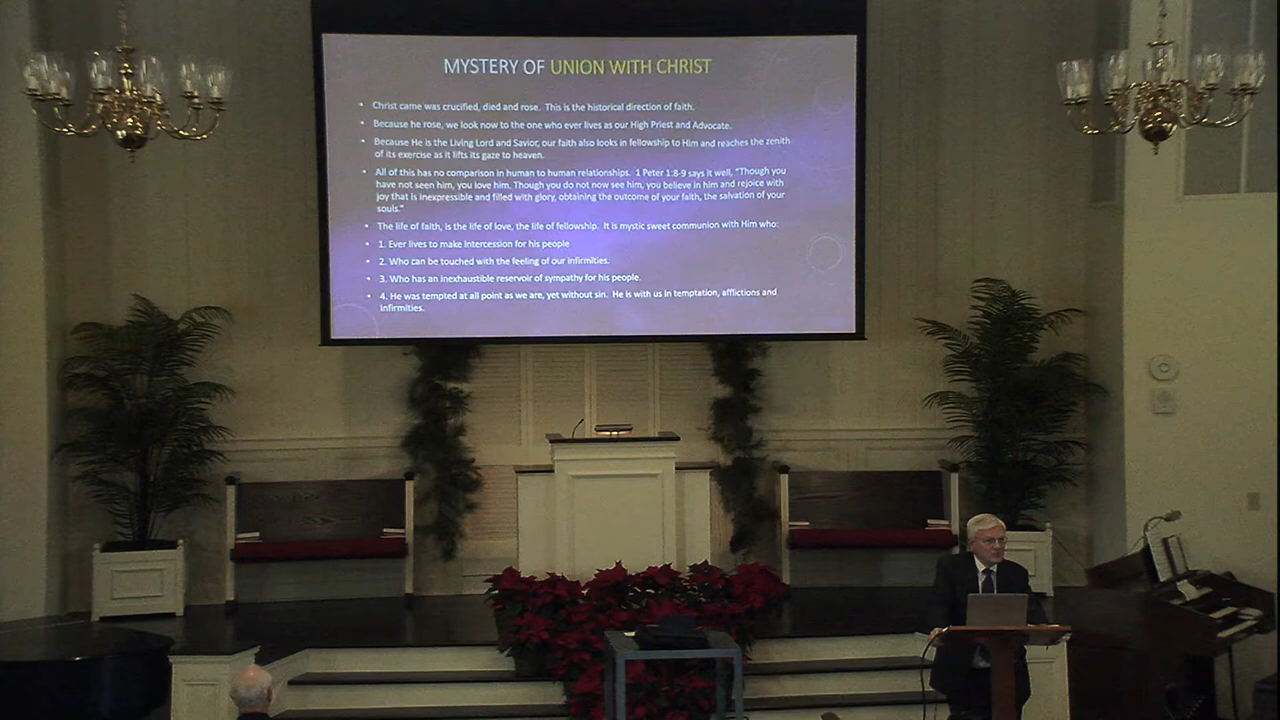 MYSTERY OF UNION WITH CHRIST
• Christ came was crucified, died and rose. This is the historical direction of faith.
• Because he rose, we look now to the one who ever lives as our High Priest and Advocate.
• Because He is the Living Lord and Savior, our faith also looks in fellowship to Him and reaches the zenith
of its exercise as it lifts its gaze to heaven.
• All of this has no comparison in human to human relationships. 1 Peter 1:8-9 says it well, "Though you
have not seen him, you love him. Though you do not now see him, you believe in him and rejoice with
joy that is inexpressible and filled with glory, obtaining the outcome of your faith, the salvation of your
souls."
• The life of faith, is the life of love, the life of fellowship. It is mystic sweet communion with Him who:
• 1. Ever lives to make intercession for his people
• 2. Who can be touched with the feeling of our infirmities.
• 3. Who has an inexhaustible reservoir of sympathy for his people.
• 4. He was tempted at all point as we are, yet without sin. He is with us in temptation, afflictions and
infirmities.